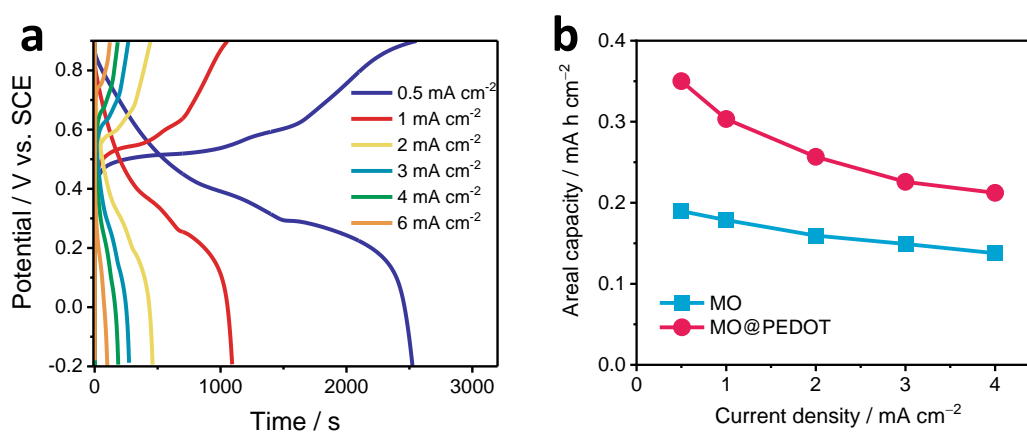 a
0.8
0.6
0.4
0.2
0.0
-0.2
Potential / V vs. SCE
0.5 mA cm⁻²
1 mA cm⁻²
2 mA cm⁻²
3 mA cm⁻²
4 mA cm⁻²
6 mA cm⁻²
0 1000 2000 3000
Time / s
b
0.4
0.3
0.2
0.1
0.0
Areal capacity / mA h cm⁻²
MO
MO@PEDOT
1 2 3 4
Current density / mA cm⁻²